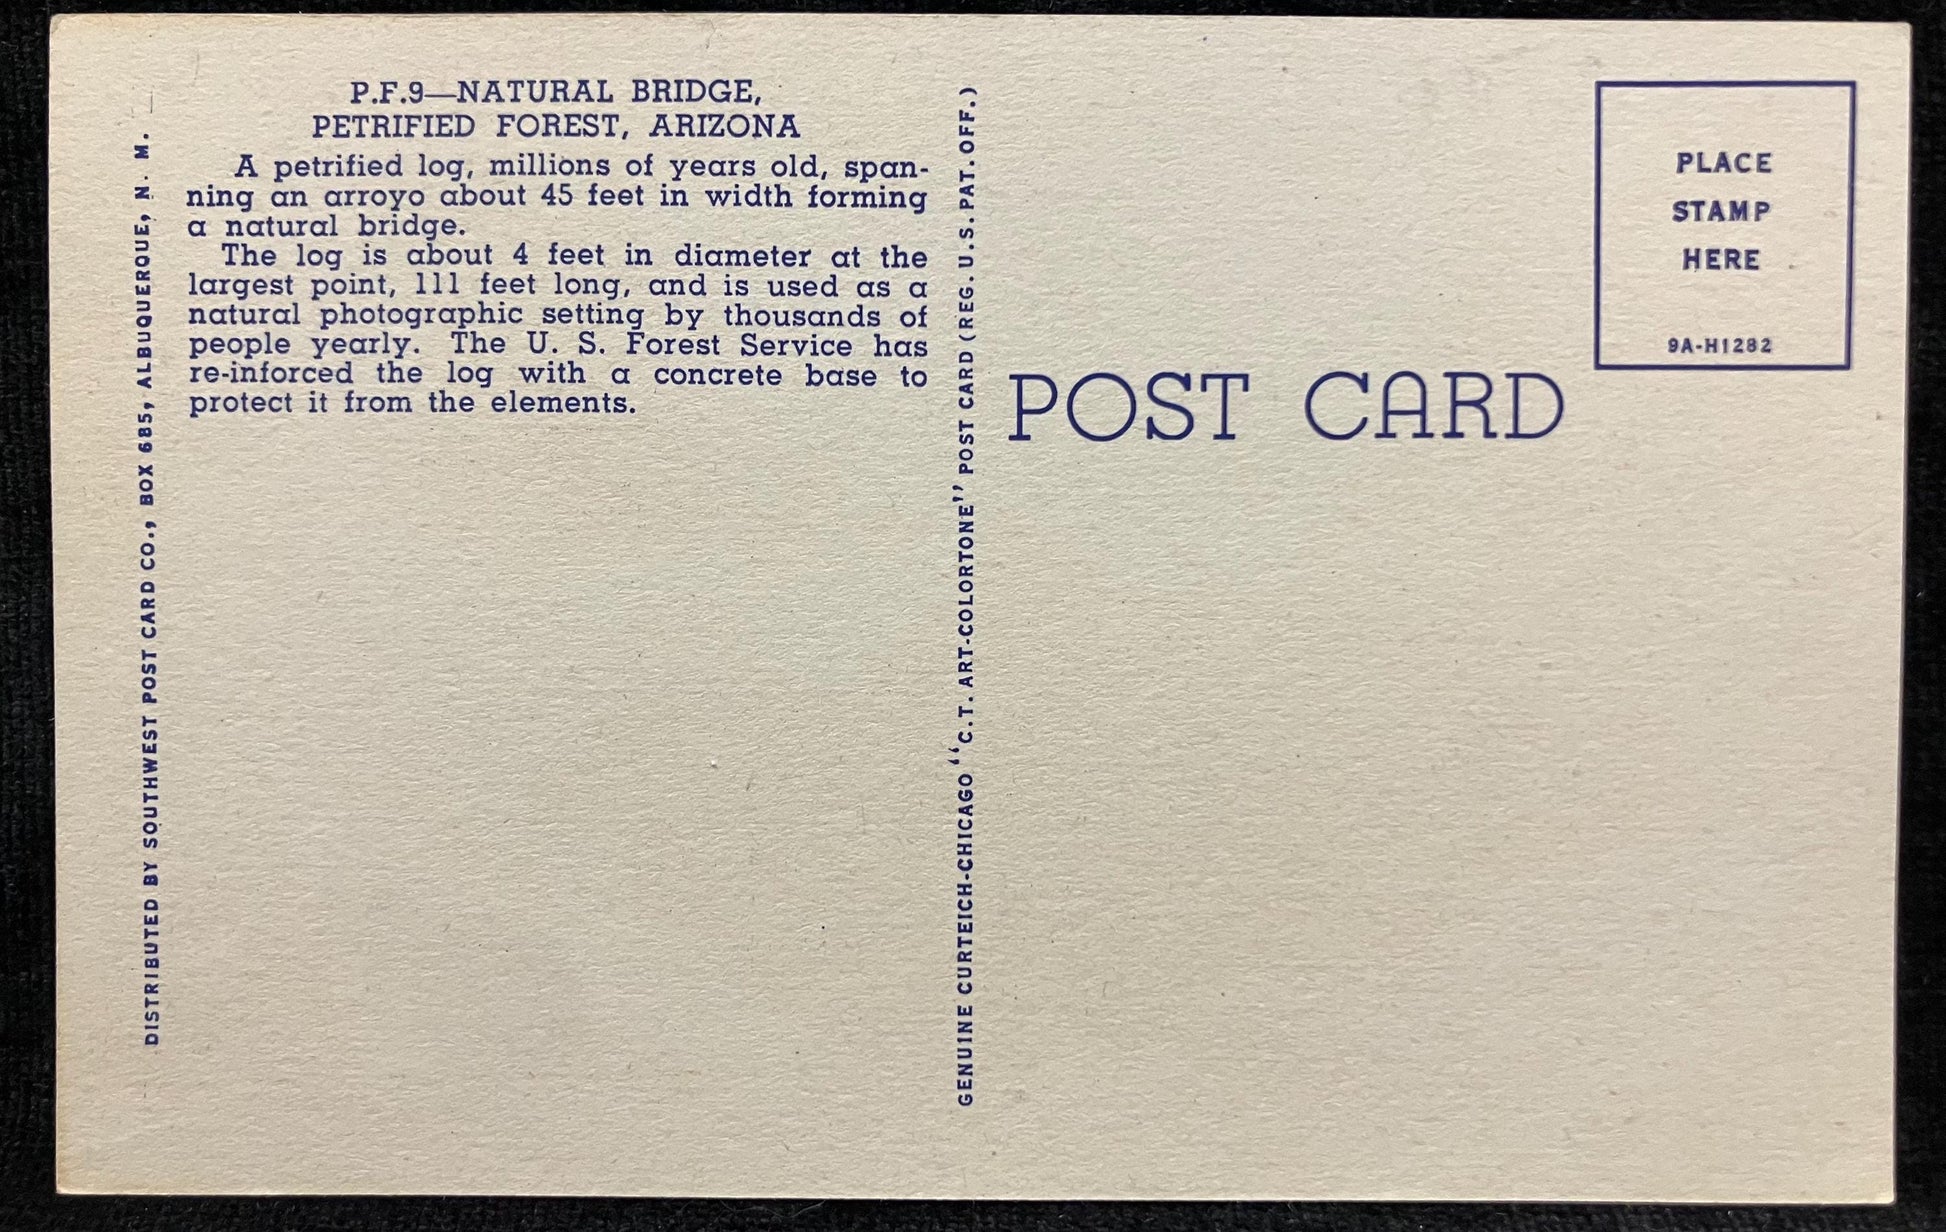 P.F.9—NATURAL BRIDGE,
PETRIFIED FOREST, ARIZONA
A petrified log, millions of years old, span-
ning an arroyo about 45 feet in width forming
a natural bridge.
The log is about 4 feet in diameter at the
largest point, 111 feet long, and is used as a
natural photographic setting by thousands of
people yearly. The U. S. Forest Service has
re-inforced the log with a concrete base to
protect it from the elements.
DISTRIBUTED BY SOUTHWEST POST CARD CO., BOX 685, ALBUQUERQUE, N. M.
GENUINE CURTEICH-CHICAGO "C.T. ART-COLORTONE" POST CARD (REG. U.S. PAT. OFF.)
POST CARD
PLACE
STAMP
HERE
9A-H1282